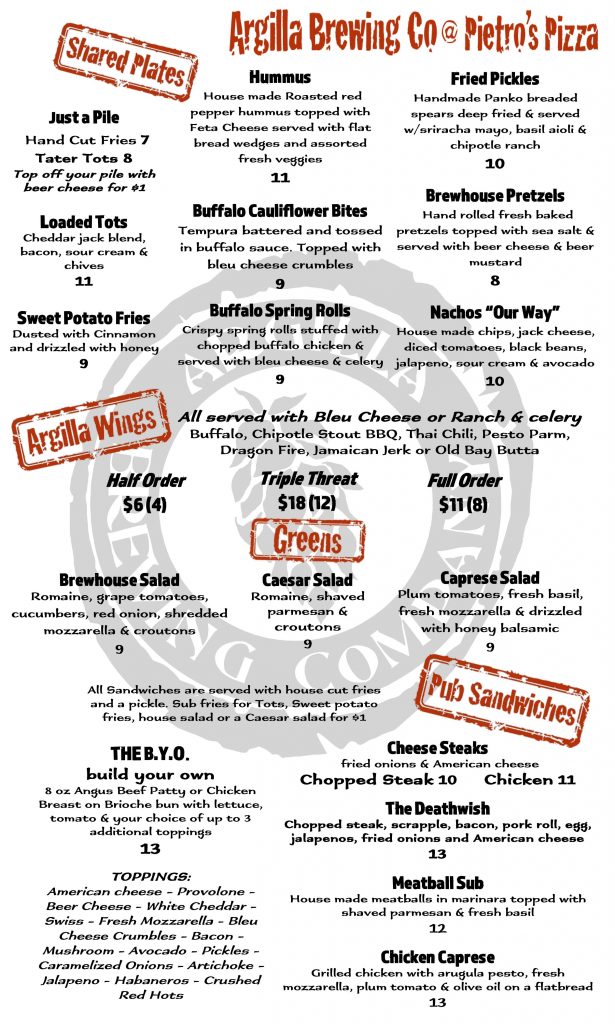 Argilla Brewing Co @ Pietro's Pizza
Shared Plates
Just a Pile
Hand Cut Fries 7
Tater Tots 8
Top off your pile with
beer cheese for $1
Loaded Tots
Cheddar jack blend,
bacon, sour cream &
chives
11
Sweet Potato Fries
Dusted with Cinnamon
and drizzled with honey
9
Hummus
House made Roasted red
pepper hummus topped with
Feta Cheese served with flat
bread wedges and assorted
fresh veggies
11
Buffalo Cauliflower Bites
Tempura battered and tossed
in buffalo sauce. Topped with
bleu cheese crumbles
9
Buffalo Spring Rolls
Crispy spring rolls stuffed with
chopped buffalo chicken &
served with bleu cheese & celery
9
Fried Pickles
Handmade Panko breaded
spears deep fried & served
w/sriracha mayo, basil aioli &
chipotle ranch
10
Brewhouse Pretzels
Hand rolled fresh baked
pretzels topped with sea salt &
served with beer cheese & beer
mustard
8
Nachos "Our Way"
House made chips, jack cheese,
diced tomatoes, black beans,
jalapeno, sour cream & avocado
10
Argilla Wings
All served with Bleu Cheese or Ranch & celery
Buffalo, Chipotle Stout BBQ, Thai Chili, Pesto Parm,
Dragon Fire, Jamaican Jerk or Old Bay Butta
Half Order
$6 (4)
Triple Threat
$18 (12)
Full Order
$11 (8)
Greens
Brewhouse Salad
Romaine, grape tomatoes,
cucumbers, red onion, shredded
mozzarella & croutons
9
Caesar Salad
Romaine, shaved
parmesan &
croutons
9
Caprese Salad
Plum tomatoes, fresh basil,
fresh mozzarella & drizzled
with honey balsamic
9
Pub Sandwiches
All Sandwiches are served with house cut fries
and a pickle. Sub fries for Tots, Sweet potato
fries, house salad or a Caesar salad for $1
THE B.Y.O.
build your own
8 oz Angus Beef Patty or Chicken
Breast on Brioche bun with lettuce,
tomato & your choice of up to 3
additional toppings
13
TOPPINGS:
American cheese - Provolone -
Beer Cheese - White Cheddar -
Swiss - Fresh Mozzarella - Bleu
Cheese Crumbles - Bacon -
Mushroom - Avocado - Pickles -
Caramelized Onions - Artichoke -
Jalapeno - Habaneros - Crushed
Red Hots
Cheese Steaks
fried onions & American cheese
Chopped Steak 10 Chicken 11
The Deathwish
Chopped steak, scrapple, bacon, pork roll, egg,
jalapenos, fried onions and American cheese
13
Meatball Sub
House made meatballs in marinara topped with
shaved parmesan & fresh basil
12
Chicken Caprese
Grilled chicken with arugula pesto, fresh
mozzarella, plum tomato & olive oil on a flatbread
13
ARGILLA
BREWING COMPANY